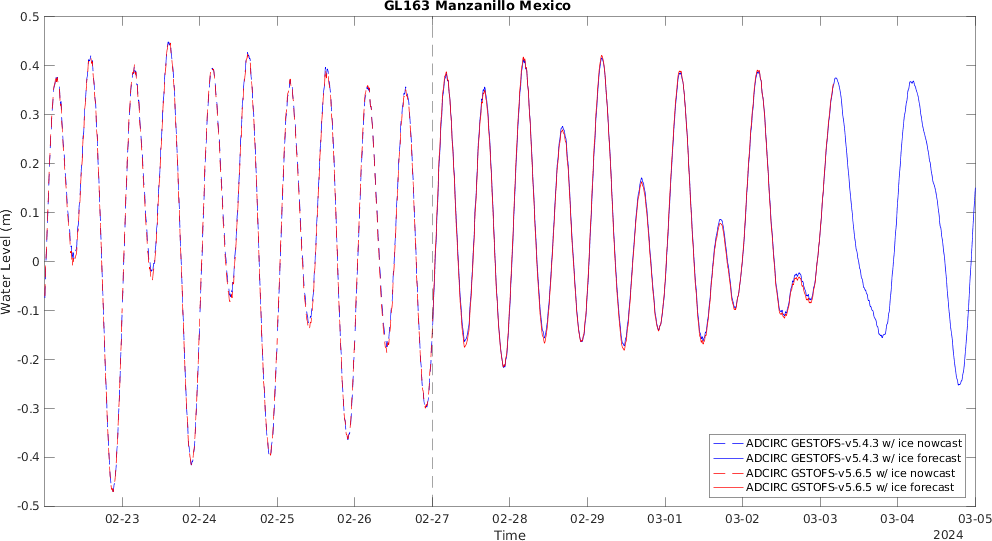 GL163 Manzanillo Mexico
0.5
0.4
0.3
0.2
0.1
0
-0.1
-0.2
-0.3
-0.4
-0.5
Water Level (m)
ADCIRC GESTOFS-v5.4.3 w/ ice nowcast
ADCIRC GESTOFS-v5.4.3 w/ ice forecast
ADCIRC GSTOFS-v5.6.5 w/ ice nowcast
ADCIRC GSTOFS-v5.6.5 w/ ice forecast
02-23 02-24 02-25 02-26 02-27 02-28 02-29 03-01 03-02 03-03 03-04 03-05
Time
2024